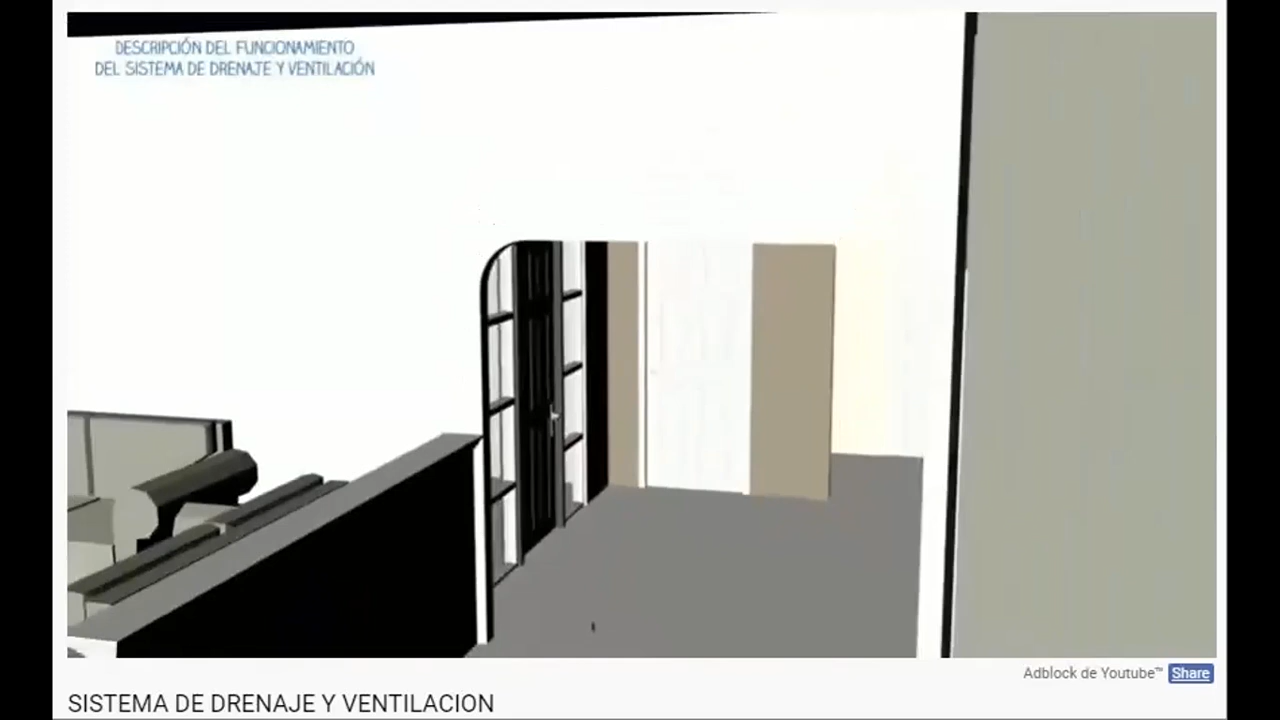 DESCRIPCIÓN DEL FUNCIONAMIENTO
DEL SISTEMA DE DRENAJE Y VENTILACIÓN
Adblock de Youtube™ Share
SISTEMA DE DRENAJE Y VENTILACION